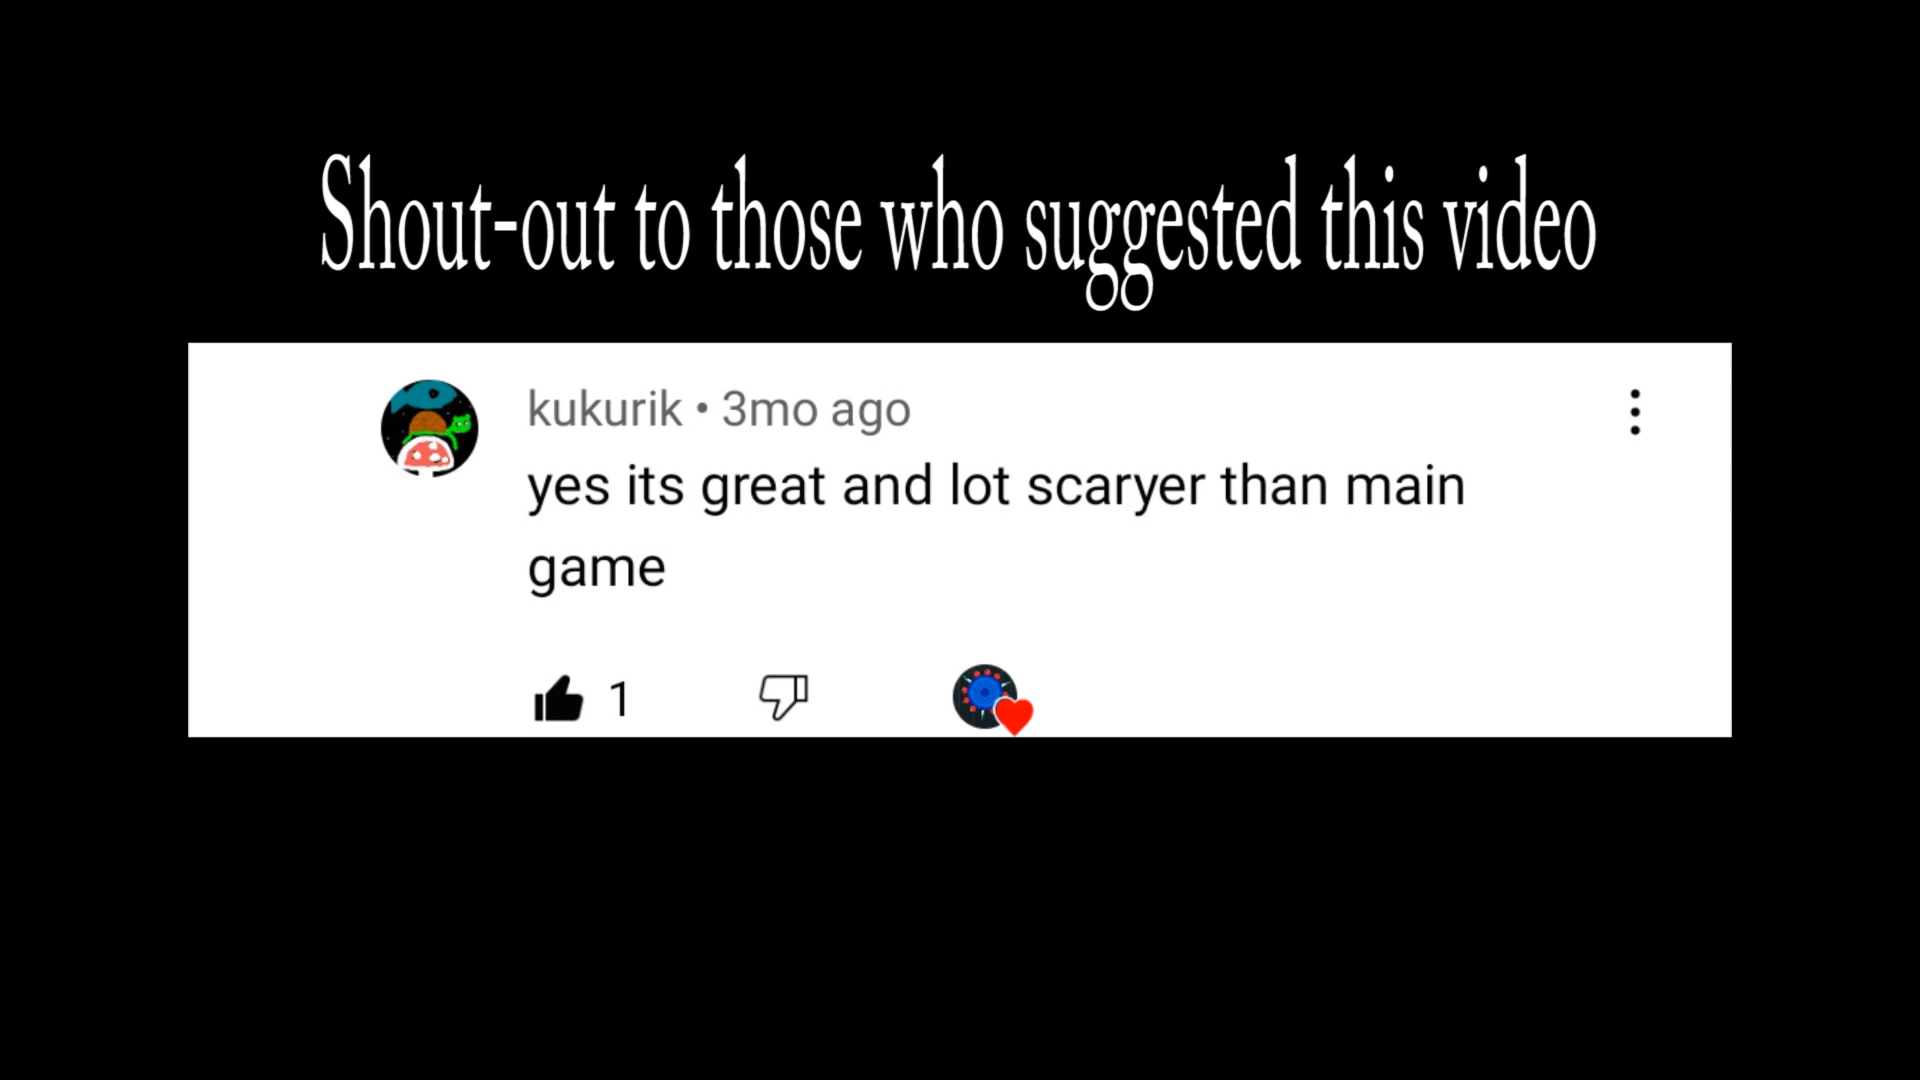 Shout-out to those who suggested this video
kukurik • 3mo ago
yes its great and lot scaryer than main
game
1